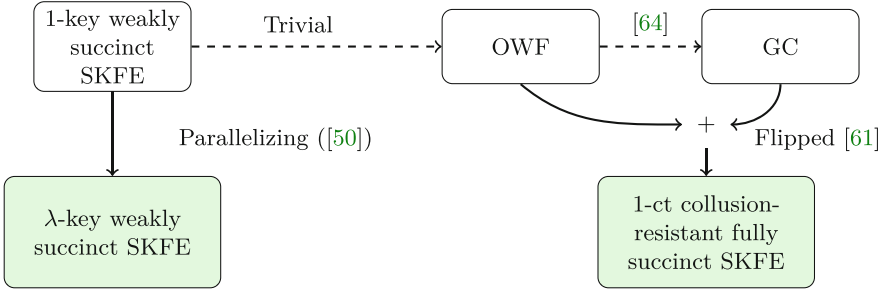 1-key weakly
succinct
SKFE
Trivial
OWF
[64]
GC
+
Parallelizing ([50])
Flipped [61]
λ-key weakly
succinct SKFE
1-ct collusion-
resistant fully
succinct SKFE